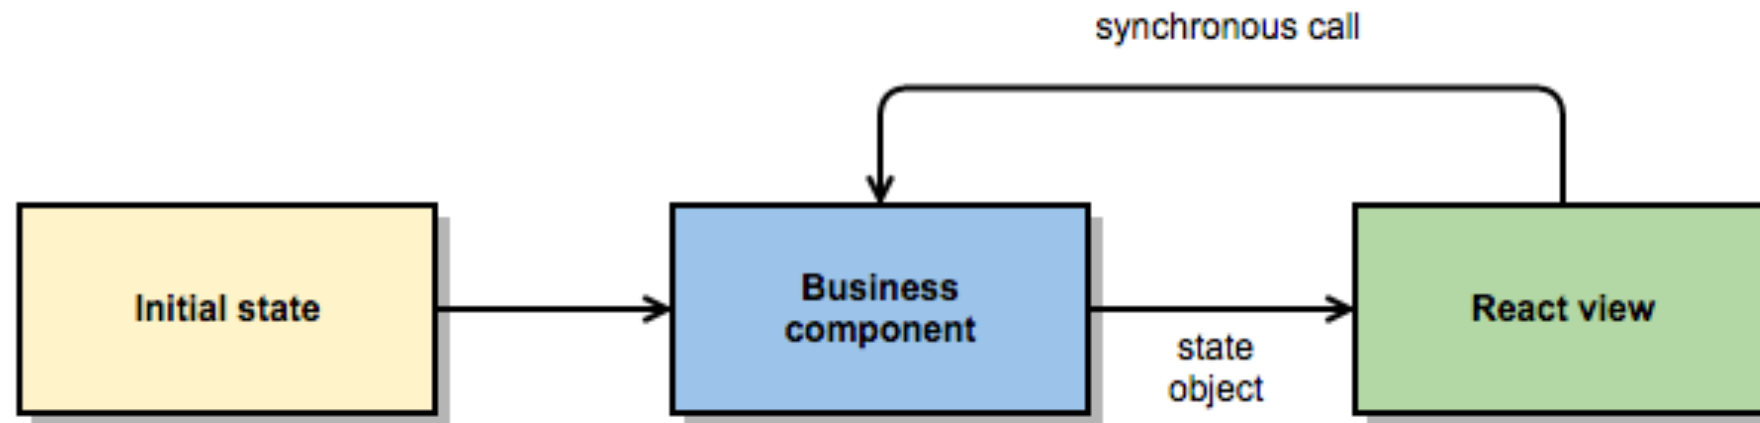 synchronous call
Initial state
Business
component
state
object
React view